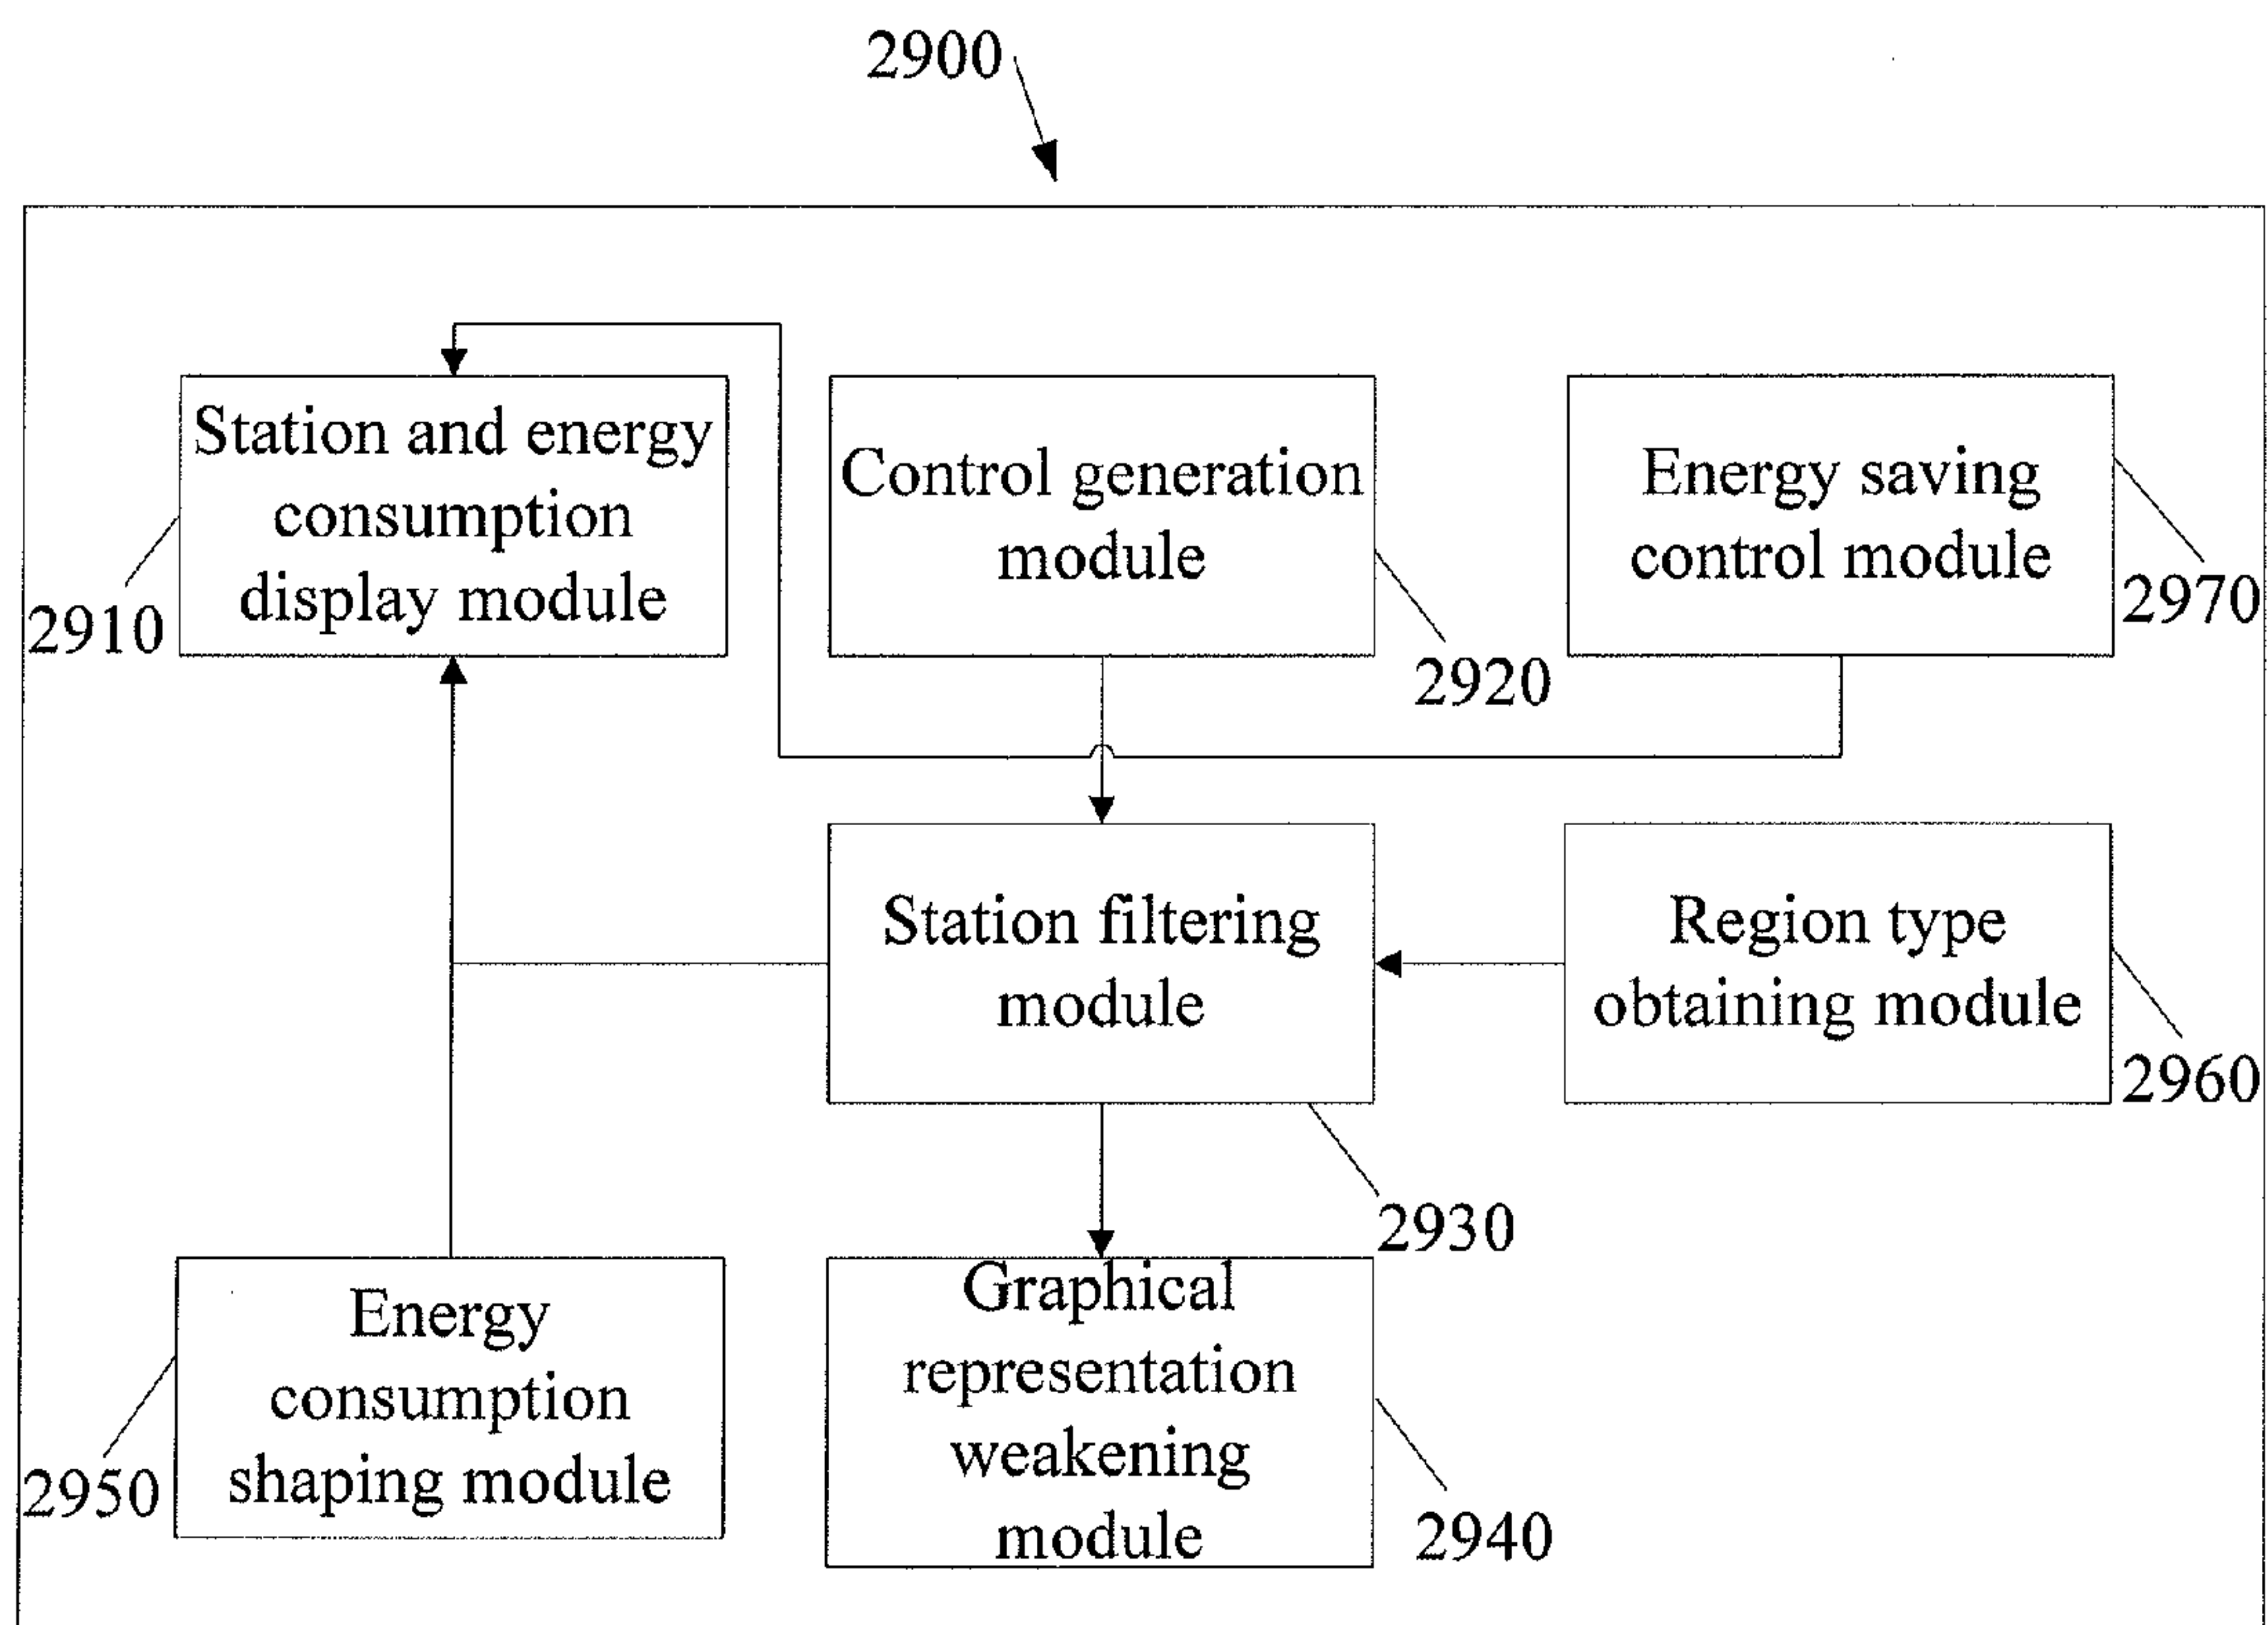 2900
Station and energy
consumption
display module
2910
Control generation
module
2920
Energy saving
control module
2970
Station filtering
module
2930
Region type
obtaining module
2960
Energy
consumption
shaping module
2950
Graphical
representation
weakening
module
2940